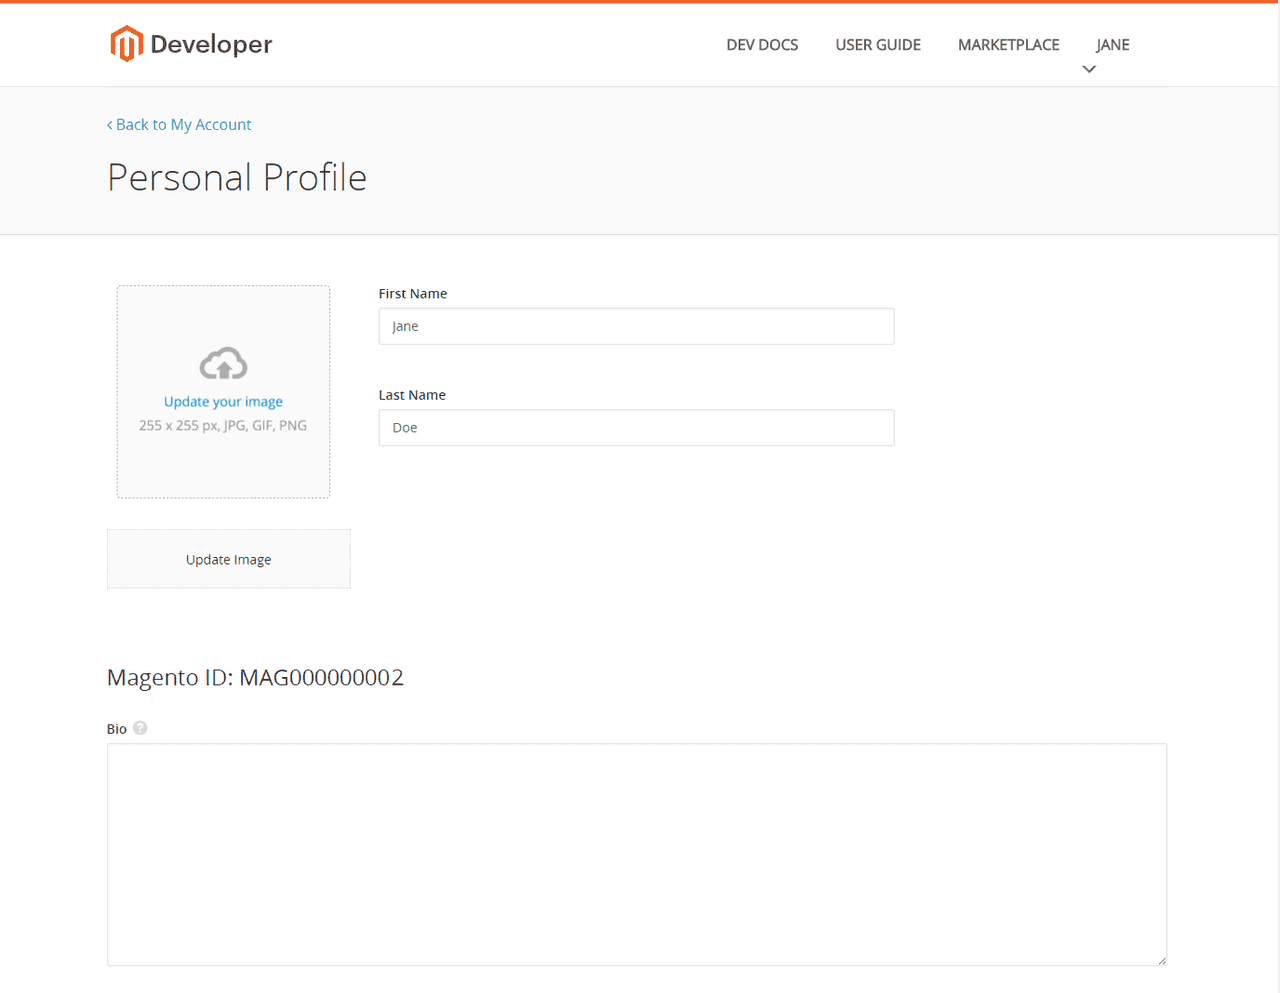 Developer
DEV DOCS USER GUIDE MARKETPLACE JANE
Back to My Account
Personal Profile
First Name
Jane
Last Name
Doe
Update your image
255 x 255 px, JPG, GIF, PNG
Update Image
Magento ID: MAG000000002
Bio ?